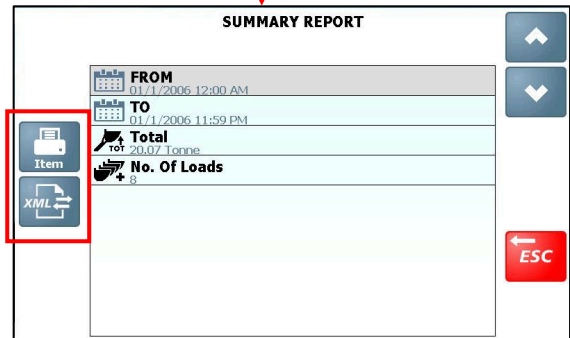 SUMMARY REPORT
FROM
01/1/2006 12:00 AM
TO
01/1/2006 11:59 PM
Total
TOT 20.07 Tonne
No. Of Loads
8
Item
XML
ESC